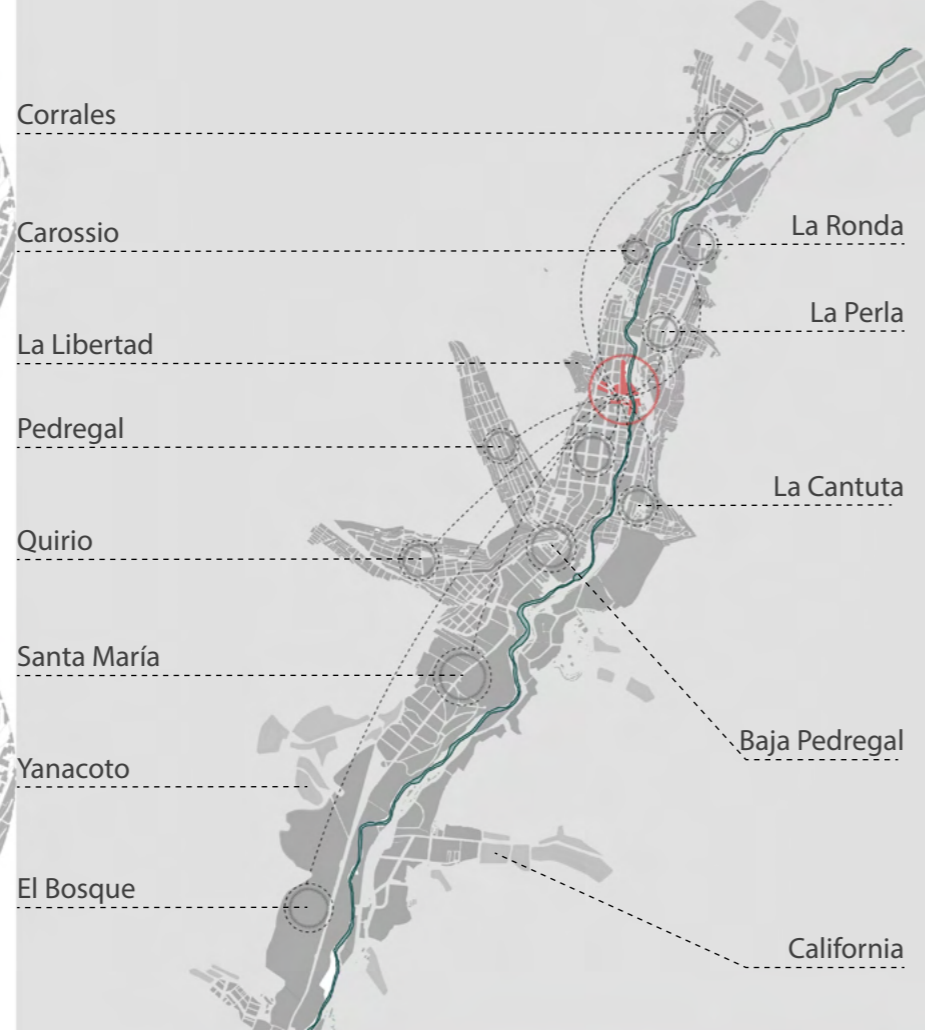 Corrales
Carossio
La Ronda
La Perla
La Libertad
Pedregal
La Cantuta
Quirio
Santa María
Baja Pedregal
Yanacoto
El Bosque
California